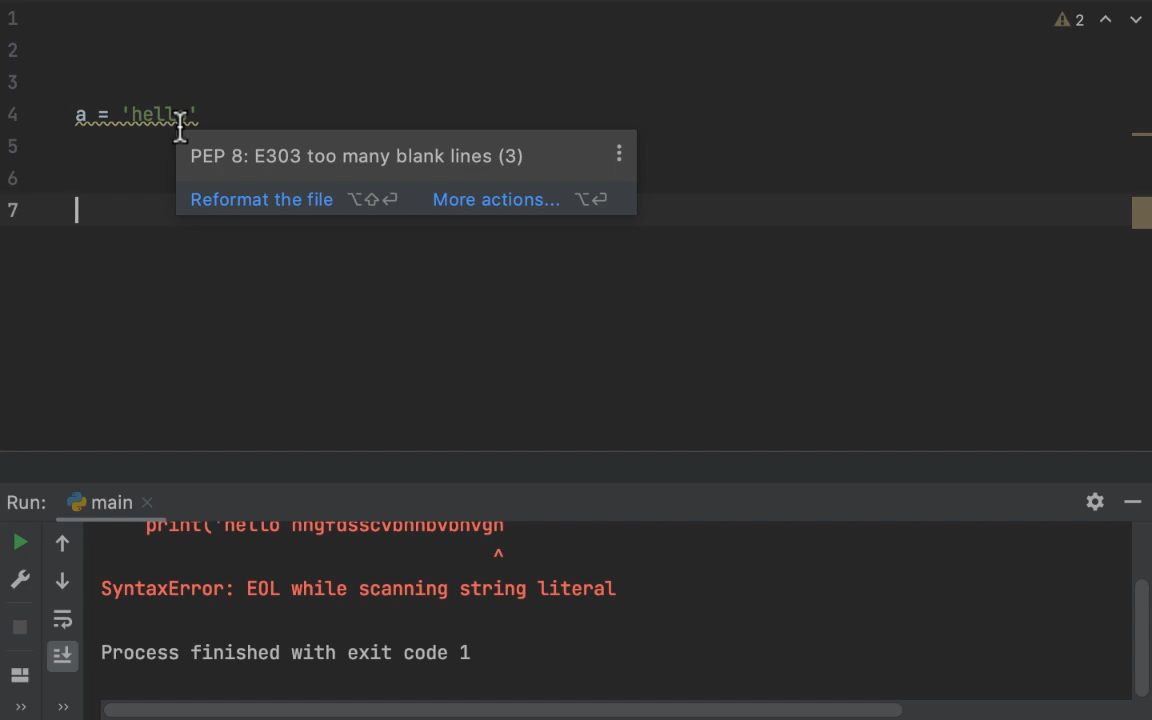 1
2
3
4 a = 'hello'
5
6
7
2
PEP 8: E303 too many blank lines (3)
Reformat the file ⌥⇧⏎ More actions... ⌥⏎
Run: main
SyntaxError: EOL while scanning string literal
^
Process finished with exit code 1